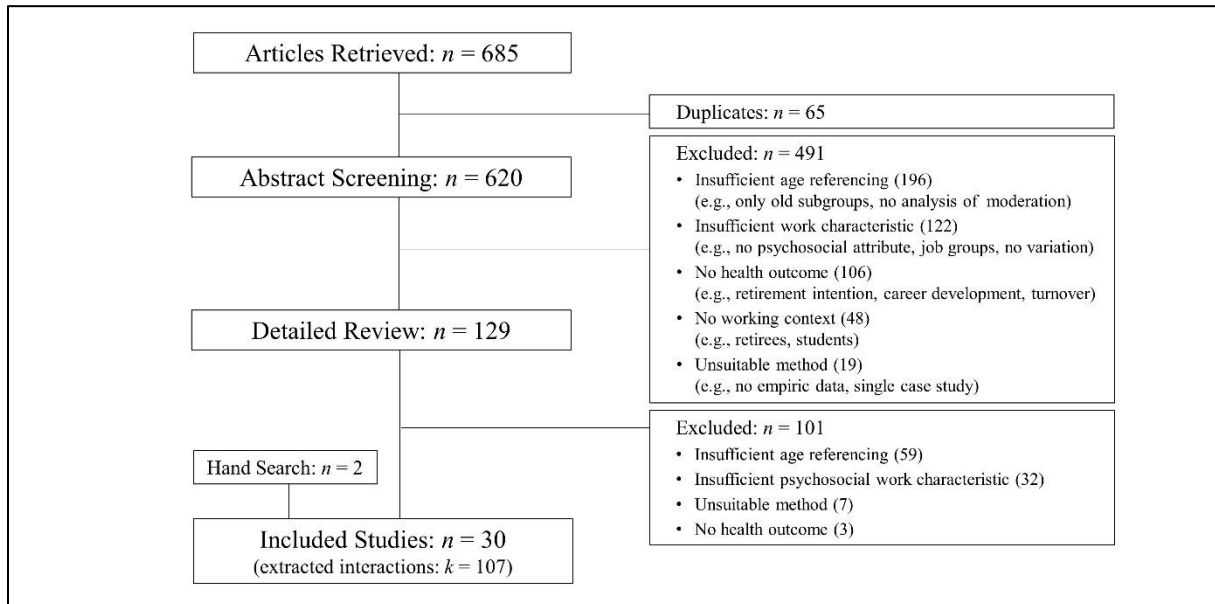 Articles Retrieved: n = 685
Duplicates: n = 65
Abstract Screening: n = 620
Excluded: n = 491
• Insufficient age referencing (196)
(e.g., only old subgroups, no analysis of moderation)
• Insufficient work characteristic (122)
(e.g., no psychosocial attribute, job groups, no variation)
• No health outcome (106)
(e.g., retirement intention, career development, turnover)
• No working context (48)
(e.g., retirees, students)
• Unsuitable method (19)
(e.g., no empiric data, single case study)
Detailed Review: n = 129
Excluded: n = 101
• Insufficient age referencing (59)
• Insufficient psychosocial work characteristic (32)
• Unsuitable method (7)
• No health outcome (3)
Hand Search: n = 2
Included Studies: n = 30
(extracted interactions: k = 107)